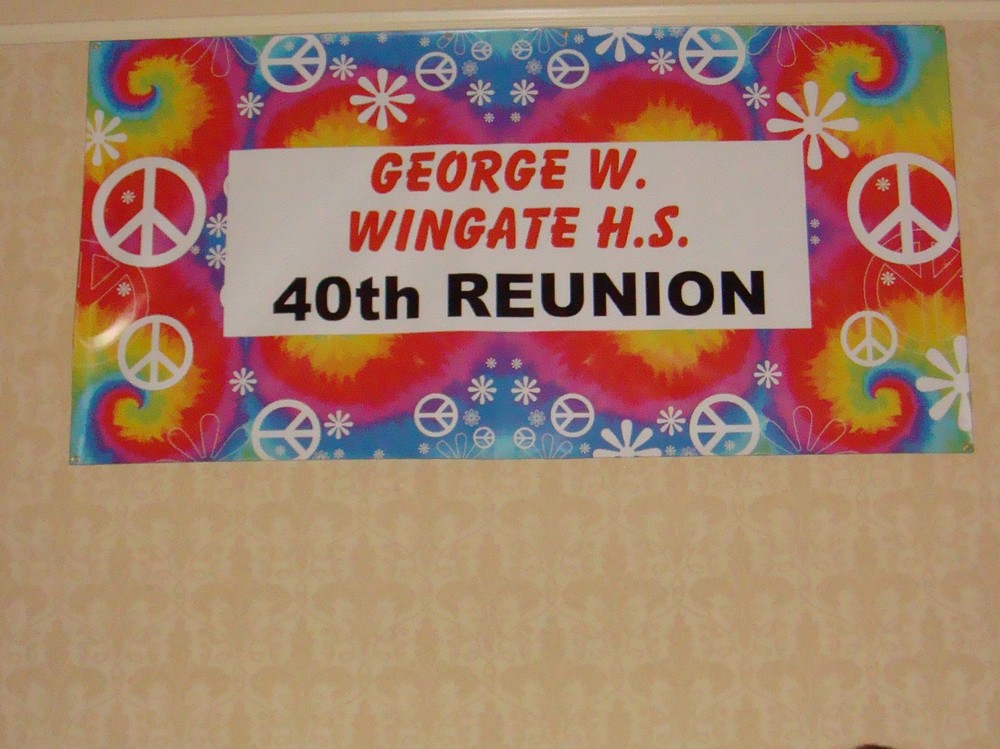 GEORGE W.
WINGATE H.S.
40th REUNION